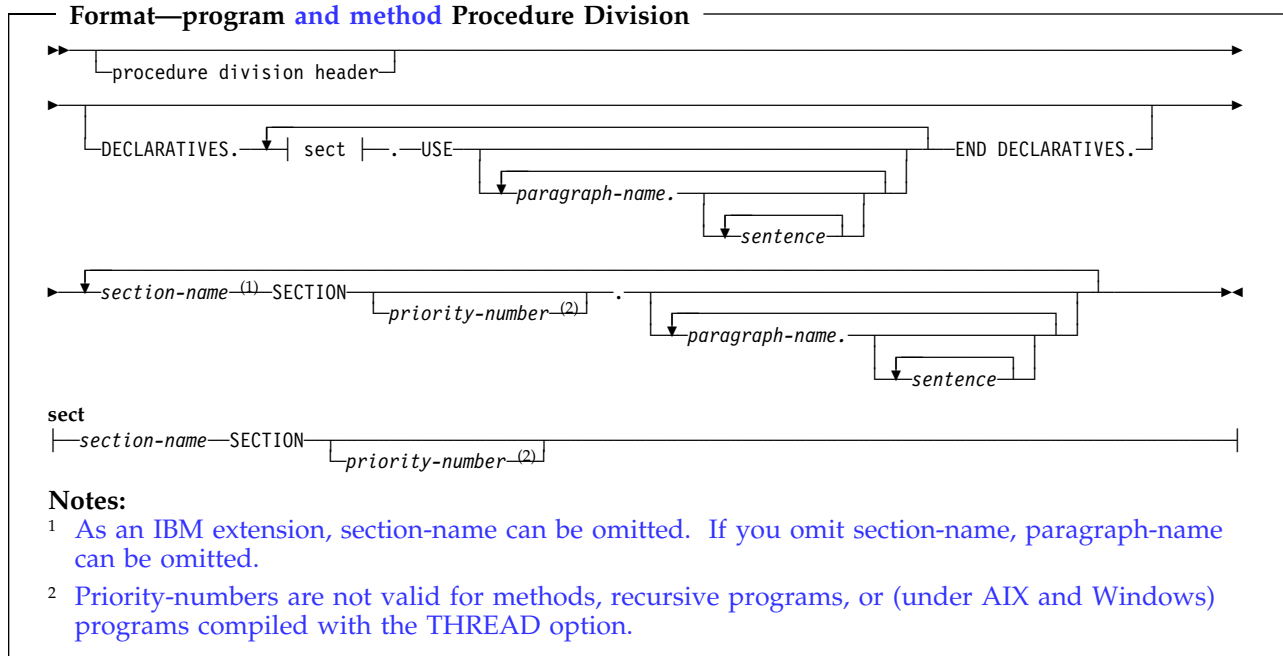 Format—program and method Procedure Division
procedure division header
DECLARATIVES. sect . USE END DECLARATIVES.
paragraph-name.
sentence
section-name (1) SECTION .
priority-number (2)
paragraph-name.
sentence
sect
section-name SECTION
priority-number (2)
Notes:
1 As an IBM extension, section-name can be omitted. If you omit section-name, paragraph-name
can be omitted.
2 Priority-numbers are not valid for methods, recursive programs, or (under AIX and Windows)
programs compiled with the THREAD option.